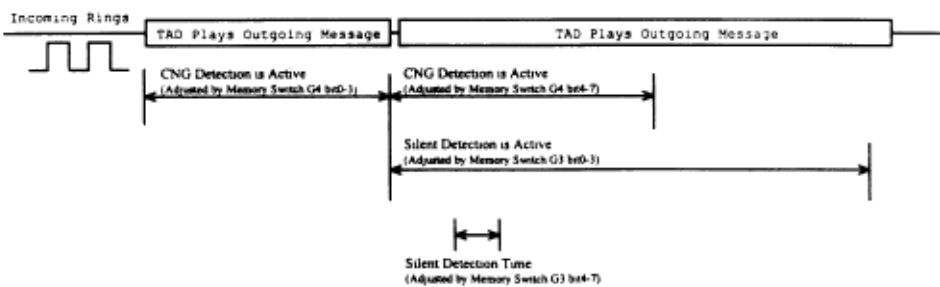 Incoming Rings
TAD Plays Outgoing Message
TAD Plays Outgoing Message
CNG Detection is Active
(Adjusted by Memory Switch G4 bit0-3)
CNG Detection is Active
(Adjusted by Memory Switch G4 bit4-7)
Silent Detection is Active
(Adjusted by Memory Switch G3 bit0-3)
Silent Detection Time
(Adjusted by Memory Switch G3 bit4-7)